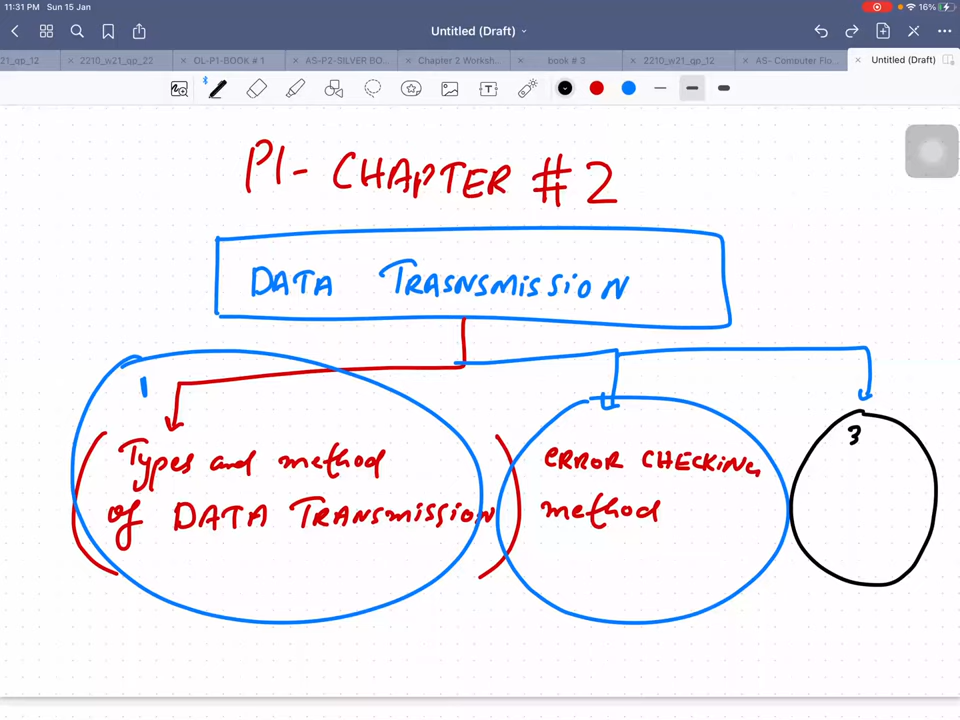 11:31 PM Sun 15 Jan
16%
Untitled (Draft)
21_qp_12
2210_w21_qp_22
OL-P1-BOOK # 1
AS-P2-SILVER BO...
Chapter 2 Worksh...
book # 3
2210_w21_qp_12
AS- Computer Flo...
Untitled (Draft)
P1- CHAPTER # 2
DATA TRASNSMISSION
1
Types and method
of DATA TRANSMISSION
ERROR CHECKING
method
3